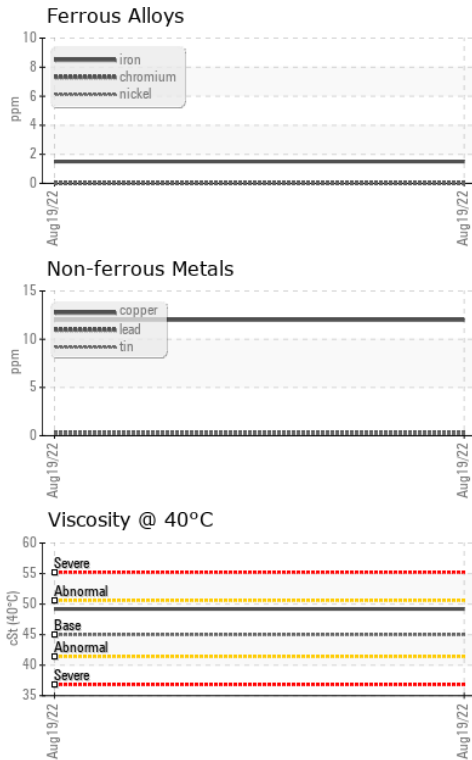 Ferrous Alloys
10
8
6
4
2
0
ppm
iron
chromium
nickel
Aug19/22
Aug19/22
Non-ferrous Metals
15
10
5
0
ppm
copper
lead
tin
Aug19/22
Aug19/22
Viscosity @ 40°C
60
55
50
45
40
35
cSt (40°C)
Severe
Abnormal
Base
Abnormal
Severe
Aug19/22
Aug19/22